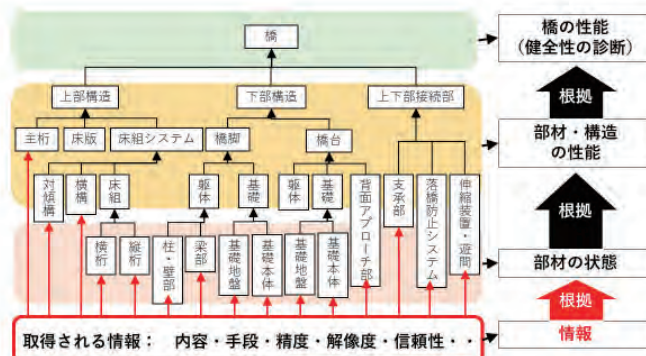 橋
橋の性能
(健全性の診断)
根拠
上部構造
下部構造
上下部接続部
主桁
床版
床組システム
橋脚
橋台
部材・構造
の性能
対傾構
横構
床組
躯体
基礎
躯体
基礎
背面アプローチ部
支承部
落橋防止システム
伸縮装置・遊間
根拠
横桁
縦桁
柱・壁部
梁部
基礎地盤
基礎本体
基礎地盤
基礎本体
部材の状態
根拠
取得される情報： 内容・手段・精度・解像度・信頼性・・
情報